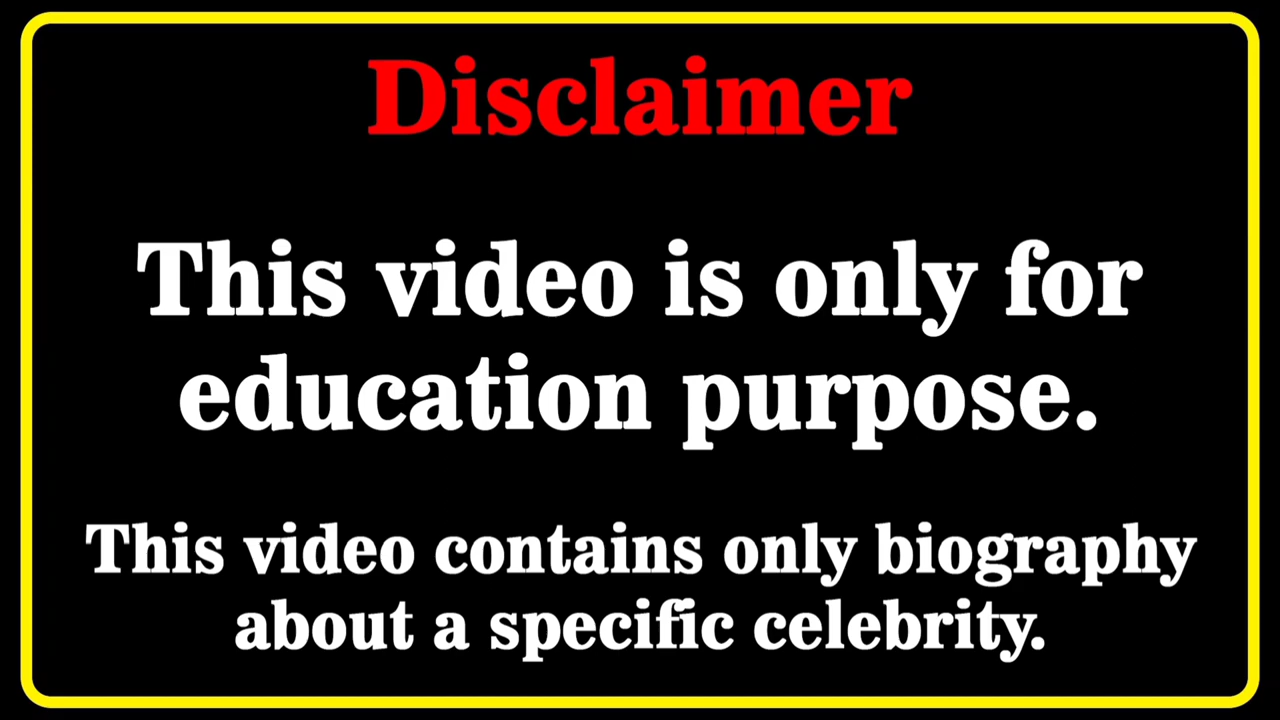 Disclaimer
This video is only for
education purpose.
This video contains only biography
about a specific celebrity.